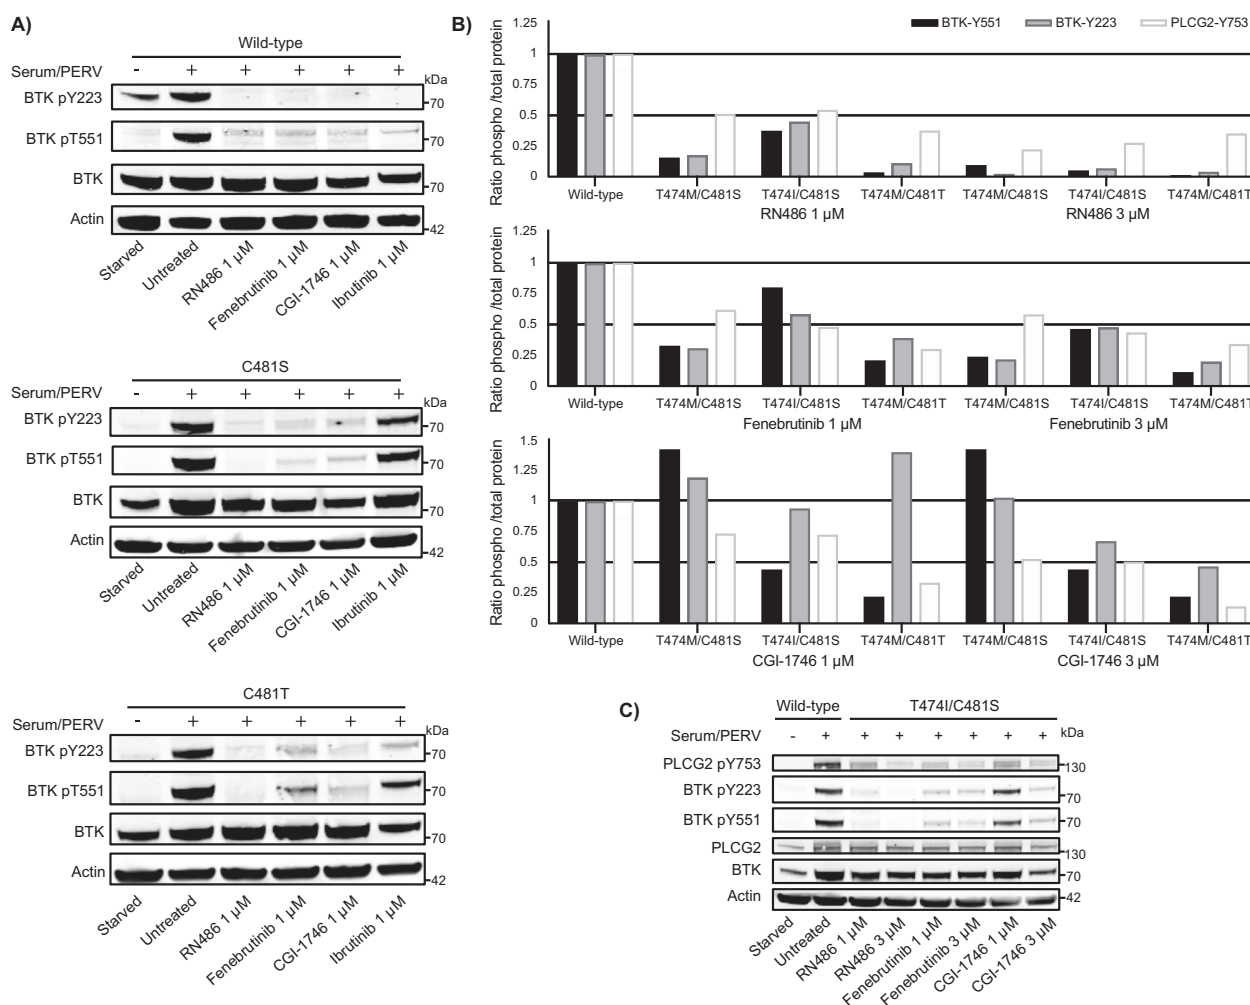 A)
Wild-type
Serum/PERV - + + + + +
kDa
BTK pY223
70
BTK pT551
70
BTK
70
Actin
42
Starved
Untreated
RN486 1 µM
Fenebrutinib 1 µM
CGI-1746 1 µM
Ibrutinib 1 µM
C481S
Serum/PERV - + + + + +
kDa
BTK pY223
70
BTK pT551
70
BTK
70
Actin
42
Starved
Untreated
RN486 1 µM
Fenebrutinib 1 µM
CGI-1746 1 µM
Ibrutinib 1 µM
C481T
Serum/PERV - + + + + +
kDa
BTK pY223
70
BTK pT551
70
BTK
70
Actin
42
Starved
Untreated
RN486 1 µM
Fenebrutinib 1 µM
CGI-1746 1 µM
Ibrutinib 1 µM
B)
BTK-Y551 BTK-Y223 PLCG2-Y753
Ratio phospho /total protein
1.25
1
0.75
0.5
0.25
0
Wild-type T474M/C481S T474I/C481S T474M/C481T T474M/C481S T474I/C481S T474M/C481T
RN486 1 µM RN486 3 µM
Ratio phospho /total protein
1.25
1
0.75
0.5
0.25
0
Wild-type T474M/C481S T474I/C481S T474M/C481T T474M/C481S T474I/C481S T474M/C481T
Fenebrutinib 1 µM Fenebrutinib 3 µM
Ratio phospho /total protein
1.5
1.25
1
0.75
0.5
0.25
0
Wild-type T474M/C481S T474I/C481S T474M/C481T T474M/C481S T474I/C481S T474M/C481T
CGI-1746 1 µM CGI-1746 3 µM
C)
Wild-type T474I/C481S
Serum/PERV - + + + + + + +
kDa
PLCG2 pY753
130
BTK pY223
70
BTK pY551
70
PLCG2
130
BTK
70
Actin
42
Starved
Untreated
RN486 1 µM
RN486 3 µM
Fenebrutinib 1 µM
Fenebrutinib 3 µM
CGI-1746 1 µM
CGI-1746 3 µM